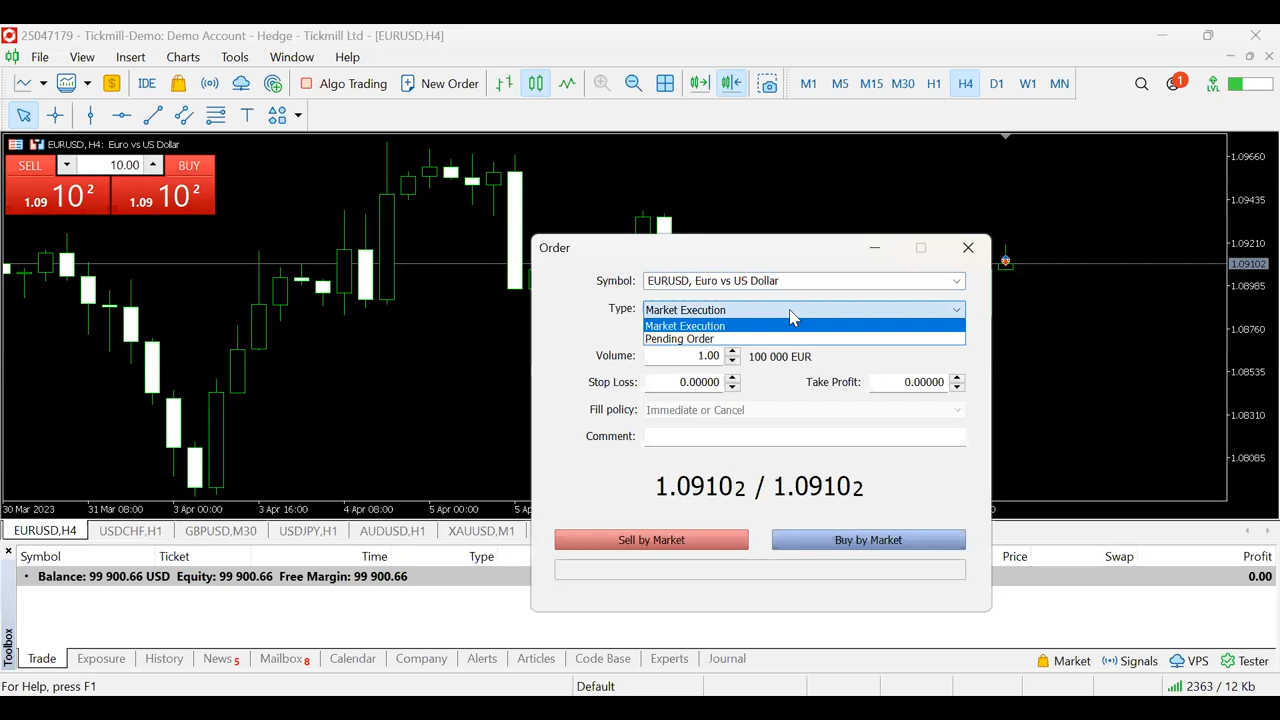 25047179 - Tickmill-Demo: Demo Account - Hedge - Tickmill Ltd - [EURUSD,H4]
File View Insert Charts Tools Window Help
IDE Algo Trading New Order M1 M5 M15 M30 H1 H4 D1 W1 MN 1 LVL
T
EURUSD, H4: Euro vs US Dollar
SELL 10.00 BUY
1.09 10 2 1.09 10 2
1.09660
1.09435
1.09210
1.09102
1.08985
1.08760
1.08535
1.08310
1.08085
Order
Symbol: EURUSD, Euro vs US Dollar
Type: Market Execution
Market Execution
Pending Order
Volume: 1.00 100 000 EUR
Stop Loss: 0.00000 Take Profit: 0.00000
Fill policy: Immediate or Cancel
Comment:
1.09102 / 1.09102
Sell by Market Buy by Market
30 Mar 2023 31 Mar 08:00 3 Apr 00:00 3 Apr 16:00 4 Apr 08:00 5 Apr 00:00 5 A
EURUSD,H4 USDCHF,H1 GBPUSD,M30 USDJPY,H1 AUDUSD,H1 XAUUSD,M1
Symbol Ticket Time Type Price Swap Profit
Balance: 99 900.66 USD Equity: 99 900.66 Free Margin: 99 900.66 0.00
Toolbox
Trade Exposure History News 5 Mailbox 8 Calendar Company Alerts Articles Code Base Experts Journal Market Signals VPS Tester
For Help, press F1 Default 2363 / 12 Kb